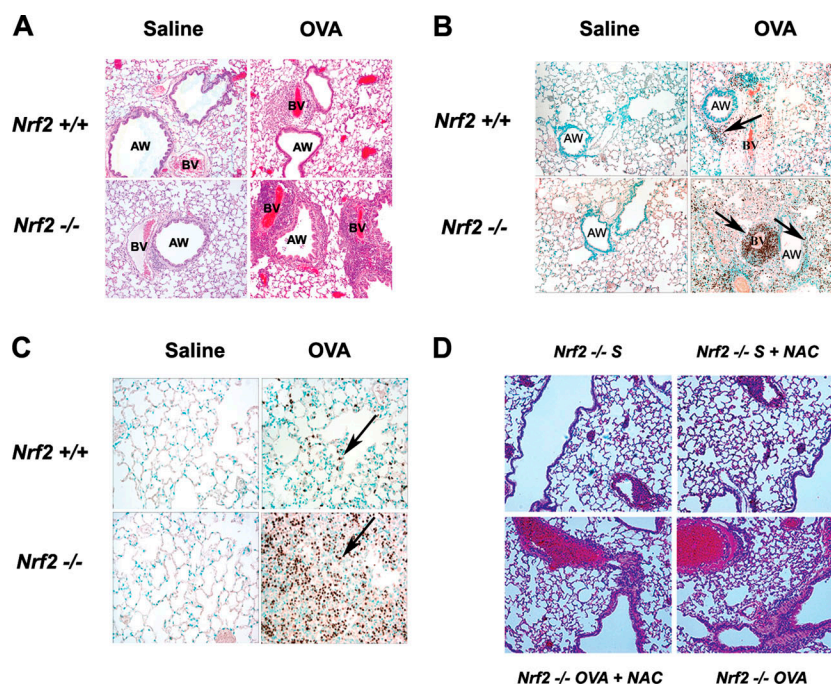 A
Saline
OVA
Nrf2 +/+
AW
BV
BV
AW
Nrf2 -/-
BV
AW
BV
BV
AW
B
Saline
OVA
Nrf2 +/+
AW
AW
BV
Nrf2 -/-
AW
BV
AW
C
Saline
OVA
Nrf2 +/+
Nrf2 -/-
D
Nrf2 -/- S
Nrf2 -/- S + NAC
Nrf2 -/- OVA + NAC
Nrf2 -/- OVA